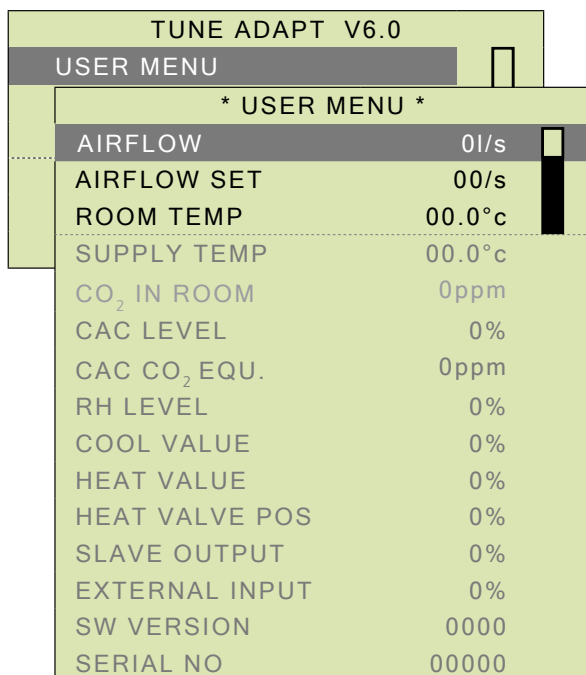 TUNE ADAPT V6.0
USER MENU
* USER MENU *
AIRFLOW 0l/s
AIRFLOW SET 00/s
ROOM TEMP 00.0°c
SUPPLY TEMP 00.0°c
CO₂ IN ROOM 0ppm
CAC LEVEL 0%
CAC CO₂ EQU. 0ppm
RH LEVEL 0%
COOL VALUE 0%
HEAT VALUE 0%
HEAT VALVE POS 0%
SLAVE OUTPUT 0%
EXTERNAL INPUT 0%
SW VERSION 0000
SERIAL NO 00000